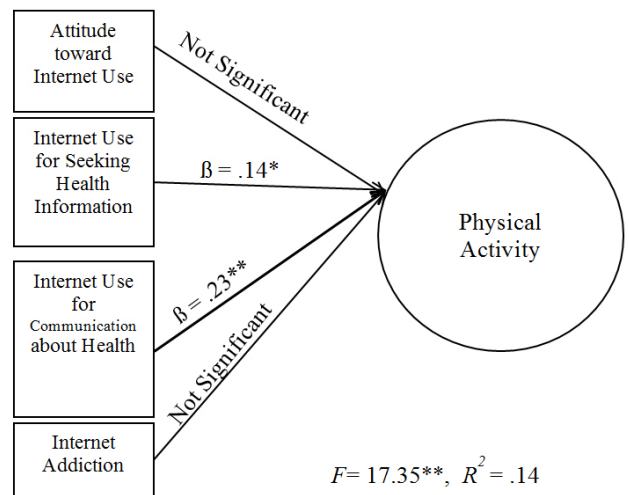 Attitude
toward
Internet Use
Not Significant
Internet Use
for Seeking
Health
Information
ß = .14*
Physical
Activity
Internet Use
for
Communication
about Health
ß = .23**
Not Significant
Internet
Addiction
F= 17.35**, R² = .14